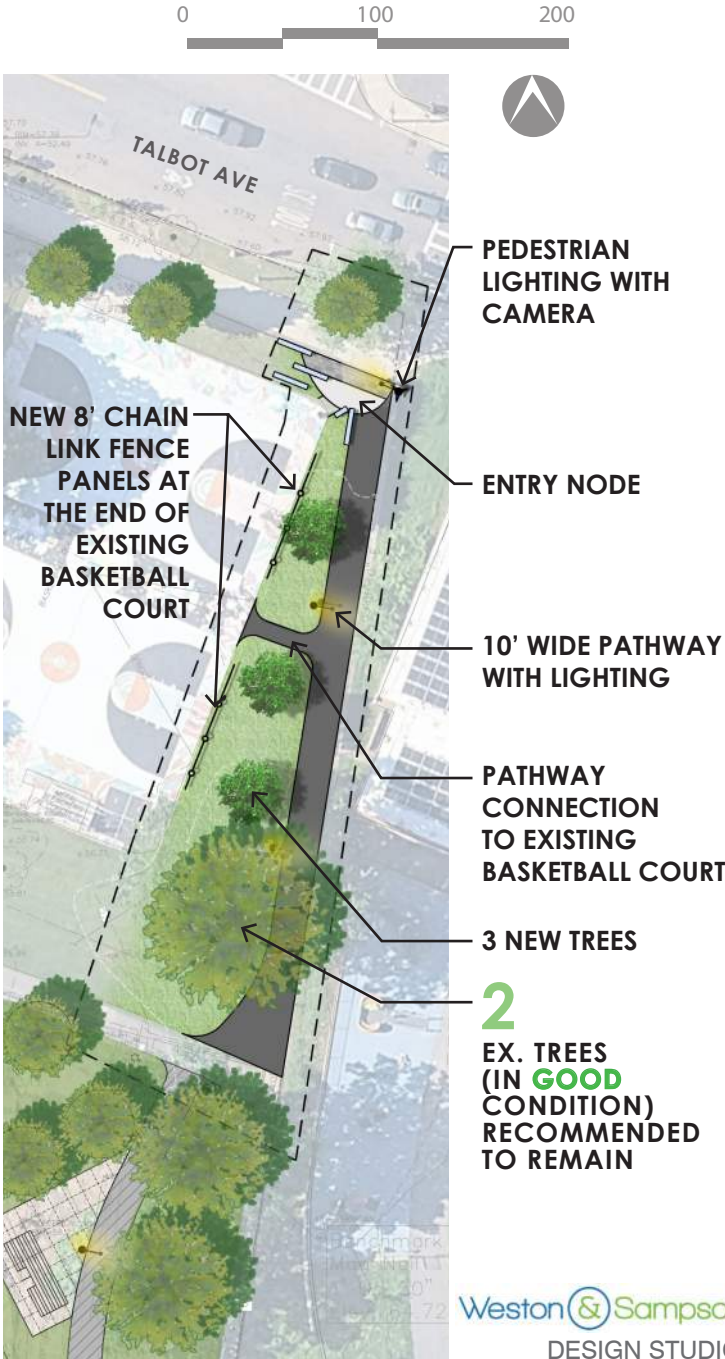 0 100 200
TALBOT AVE
PEDESTRIAN
LIGHTING WITH
CAMERA
NEW 8’ CHAIN
LINK FENCE
PANELS AT
THE END OF
EXISTING
BASKETBALL
COURT
ENTRY NODE
10’ WIDE PATHWAY
WITH LIGHTING
PATHWAY
CONNECTION
TO EXISTING
BASKETBALL COURT
3 NEW TREES
2
EX. TREES
(IN GOOD
CONDITION)
RECOMMENDED
TO REMAIN
Weston & Sampso
DESIGN STUDIO